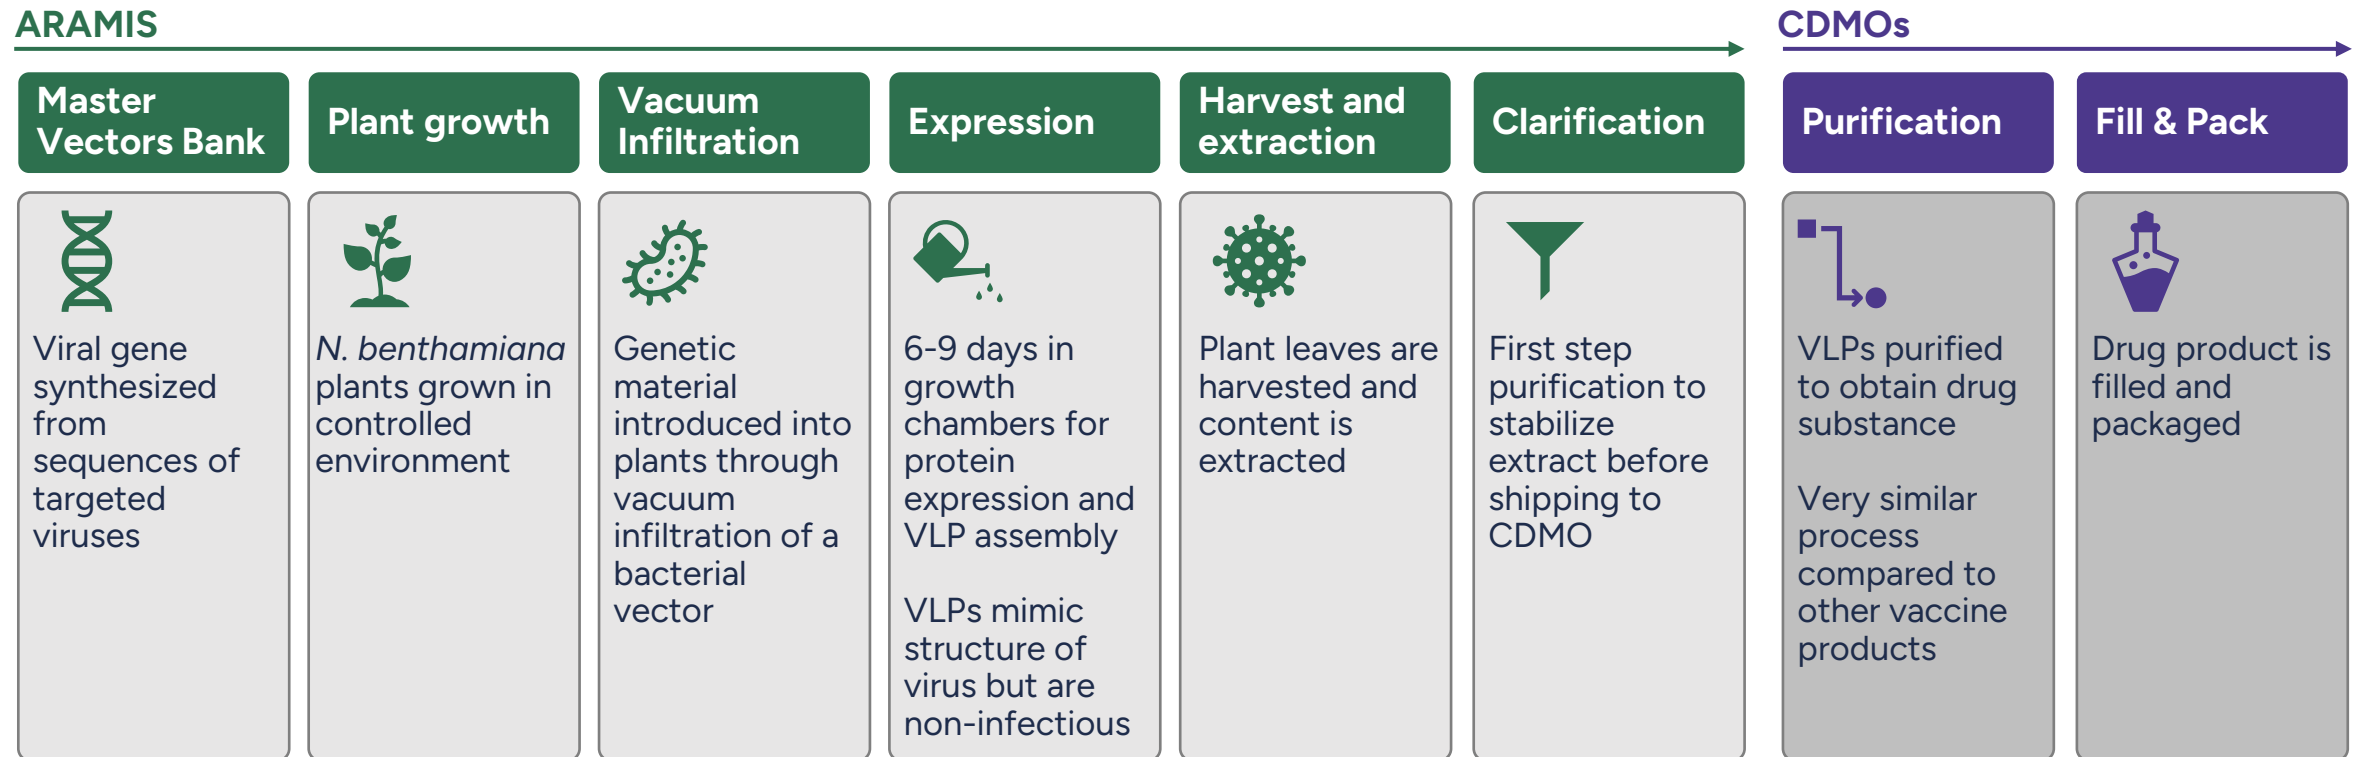 ARAMIS
CDMOs
Master
Vectors Bank
Plant growth
Vacuum
Infiltration
Expression
Harvest and
extraction
Clarification
Purification
Fill & Pack
Viral gene
synthesized
from
sequences of
targeted
viruses
N. benthamiana
plants grown in
controlled
environment
Genetic
material
introduced into
plants through
vacuum
infiltration of a
bacterial
vector
6-9 days in
growth
chambers for
protein
expression and
VLP assembly
VLPs mimic
structure of
virus but are
non-infectious
Plant leaves are
harvested and
content is
extracted
First step
purification to
stabilize
extract before
shipping to
CDMO
VLPs purified
to obtain drug
substance
Very similar
process
compared to
other vaccine
products
Drug product is
filled and
packaged